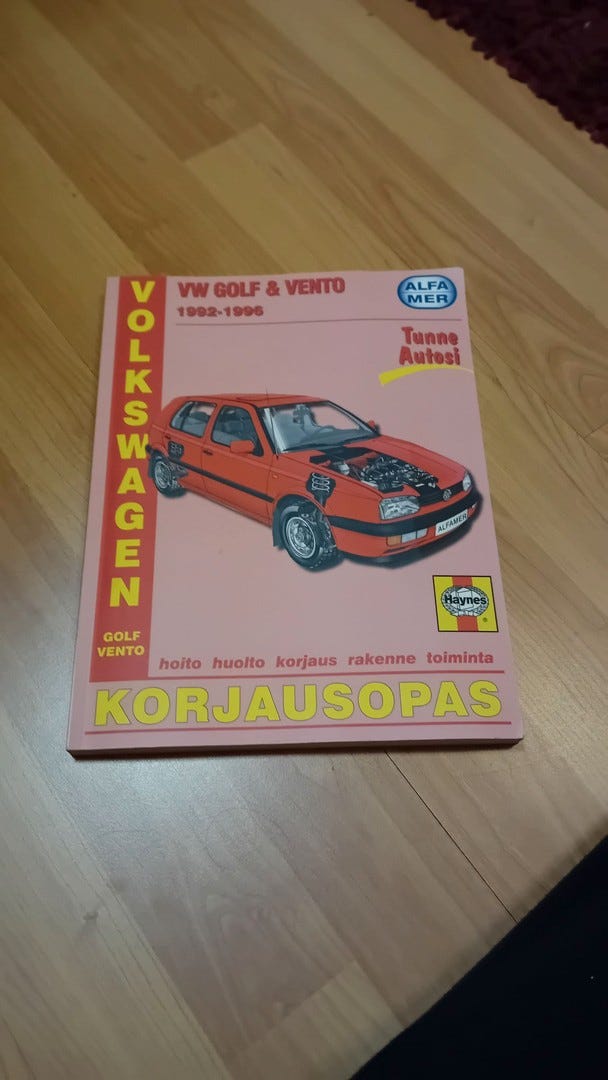 VOLKSWAGEN
GOLF
VENTO
VW GOLF & VENTO
1992-1996
ALFA
MER
Tunne
Autosi
ALFAMER
Haynes
®
hoito huolto korjaus rakenne toiminta
KORJAUSOPAS